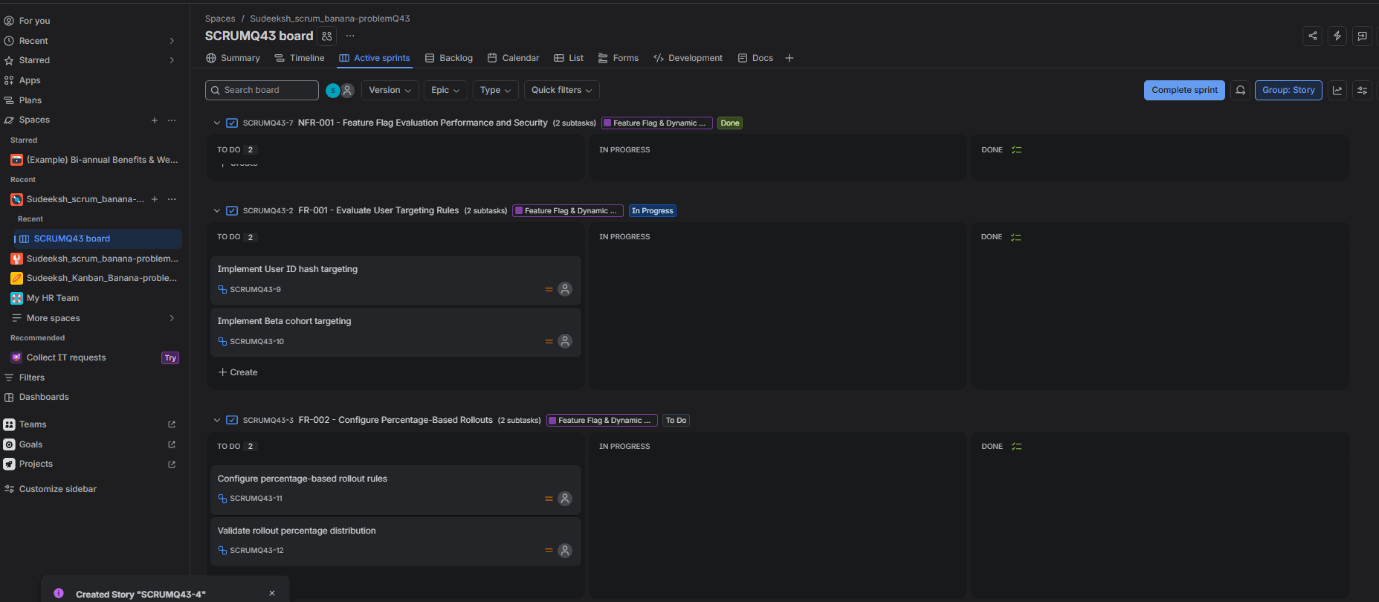 For you
Recent
Starred
Apps
Plans
Spaces
Starred
(Example) Bi-annual Benefits & We...
Recent
Sudeeksh_scrum_banana-...
Recent
SCRUMQ43 board
Sudeeksh_scrum_banana-problem...
Sudeeksh_Kanban_Banana-proble...
My HR Team
More spaces
Recommended
Collect IT requests Try
Filters
Dashboards
Teams
Goals
Projects
Customize sidebar
Spaces / Sudeeksh_scrum_banana-problemQ43
SCRUMQ43 board
Summary Timeline Active sprints Backlog Calendar List Forms Development Docs
Search board S Version Epic Type Quick filters Complete sprint Group: Story
SCRUMQ43-7 NFR-001 - Feature Flag Evaluation Performance and Security (2 subtasks) Feature Flag & Dynamic ... Done
TO DO 2 IN PROGRESS DONE
Create
SCRUMQ43-2 FR-001 - Evaluate User Targeting Rules (2 subtasks) Feature Flag & Dynamic ... In Progress
TO DO 2 IN PROGRESS DONE
Implement User ID hash targeting
SCRUMQ43-9
Implement Beta cohort targeting
SCRUMQ43-10
Create
SCRUMQ43-3 FR-002 - Configure Percentage-Based Rollouts (2 subtasks) Feature Flag & Dynamic ... To Do
TO DO 2 IN PROGRESS DONE
Configure percentage-based rollout rules
SCRUMQ43-11
Validate rollout percentage distribution
SCRUMQ43-12
Created Story "SCRUMQ43-4"